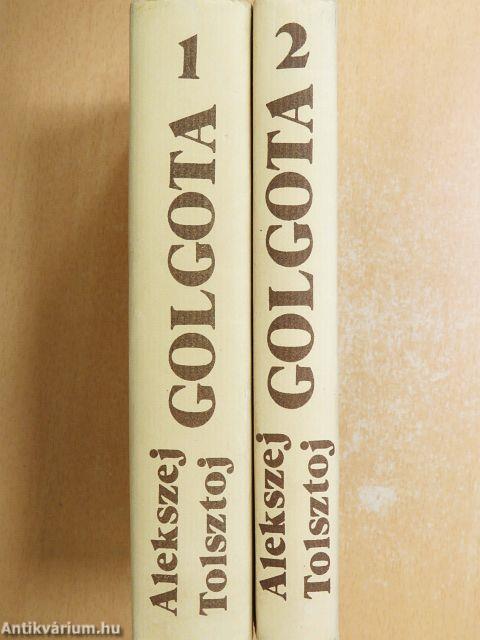 Alekszej
Tolsztoj
GOLGOTA
1
Alekszej
Tolsztoj
GOLGOTA
2
Antikvárium.hu